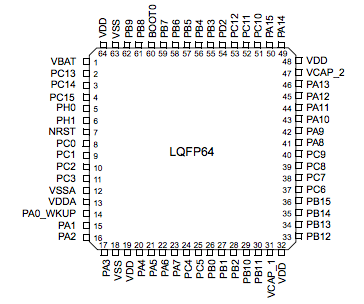 VDD VSS PB9 PB8 BOOT0 PB7 PB6 PB5 PB4 PB3 PD2 PC12 PC11 PC10 PA15 PA14
64 63 62 61 60 59 58 57 56 55 54 53 52 51 50 49
VBAT 1 48 VDD
PC13 2 47 VCAP_2
PC14 3 46 PA13
PC15 4 45 PA12
PH0 5 44 PA11
PH1 6 43 PA10
NRST 7 42 PA9
PC0 8 LQFP64 41 PA8
PC1 9 40 PC9
PC2 10 39 PC8
PC3 11 38 PC7
VSSA 12 37 PC6
VDDA 13 36 PB15
PA0_WKUP 14 35 PB14
PA1 15 34 PB13
PA2 16 33 PB12
17 18 19 20 21 22 23 24 25 26 27 28 29 30 31 32
PA3 VSS VDD PA4 PA5 PA6 PA7 PC4 PC5 PB0 PB1 PB2 PB10 PB11 VCAP_1 VDD